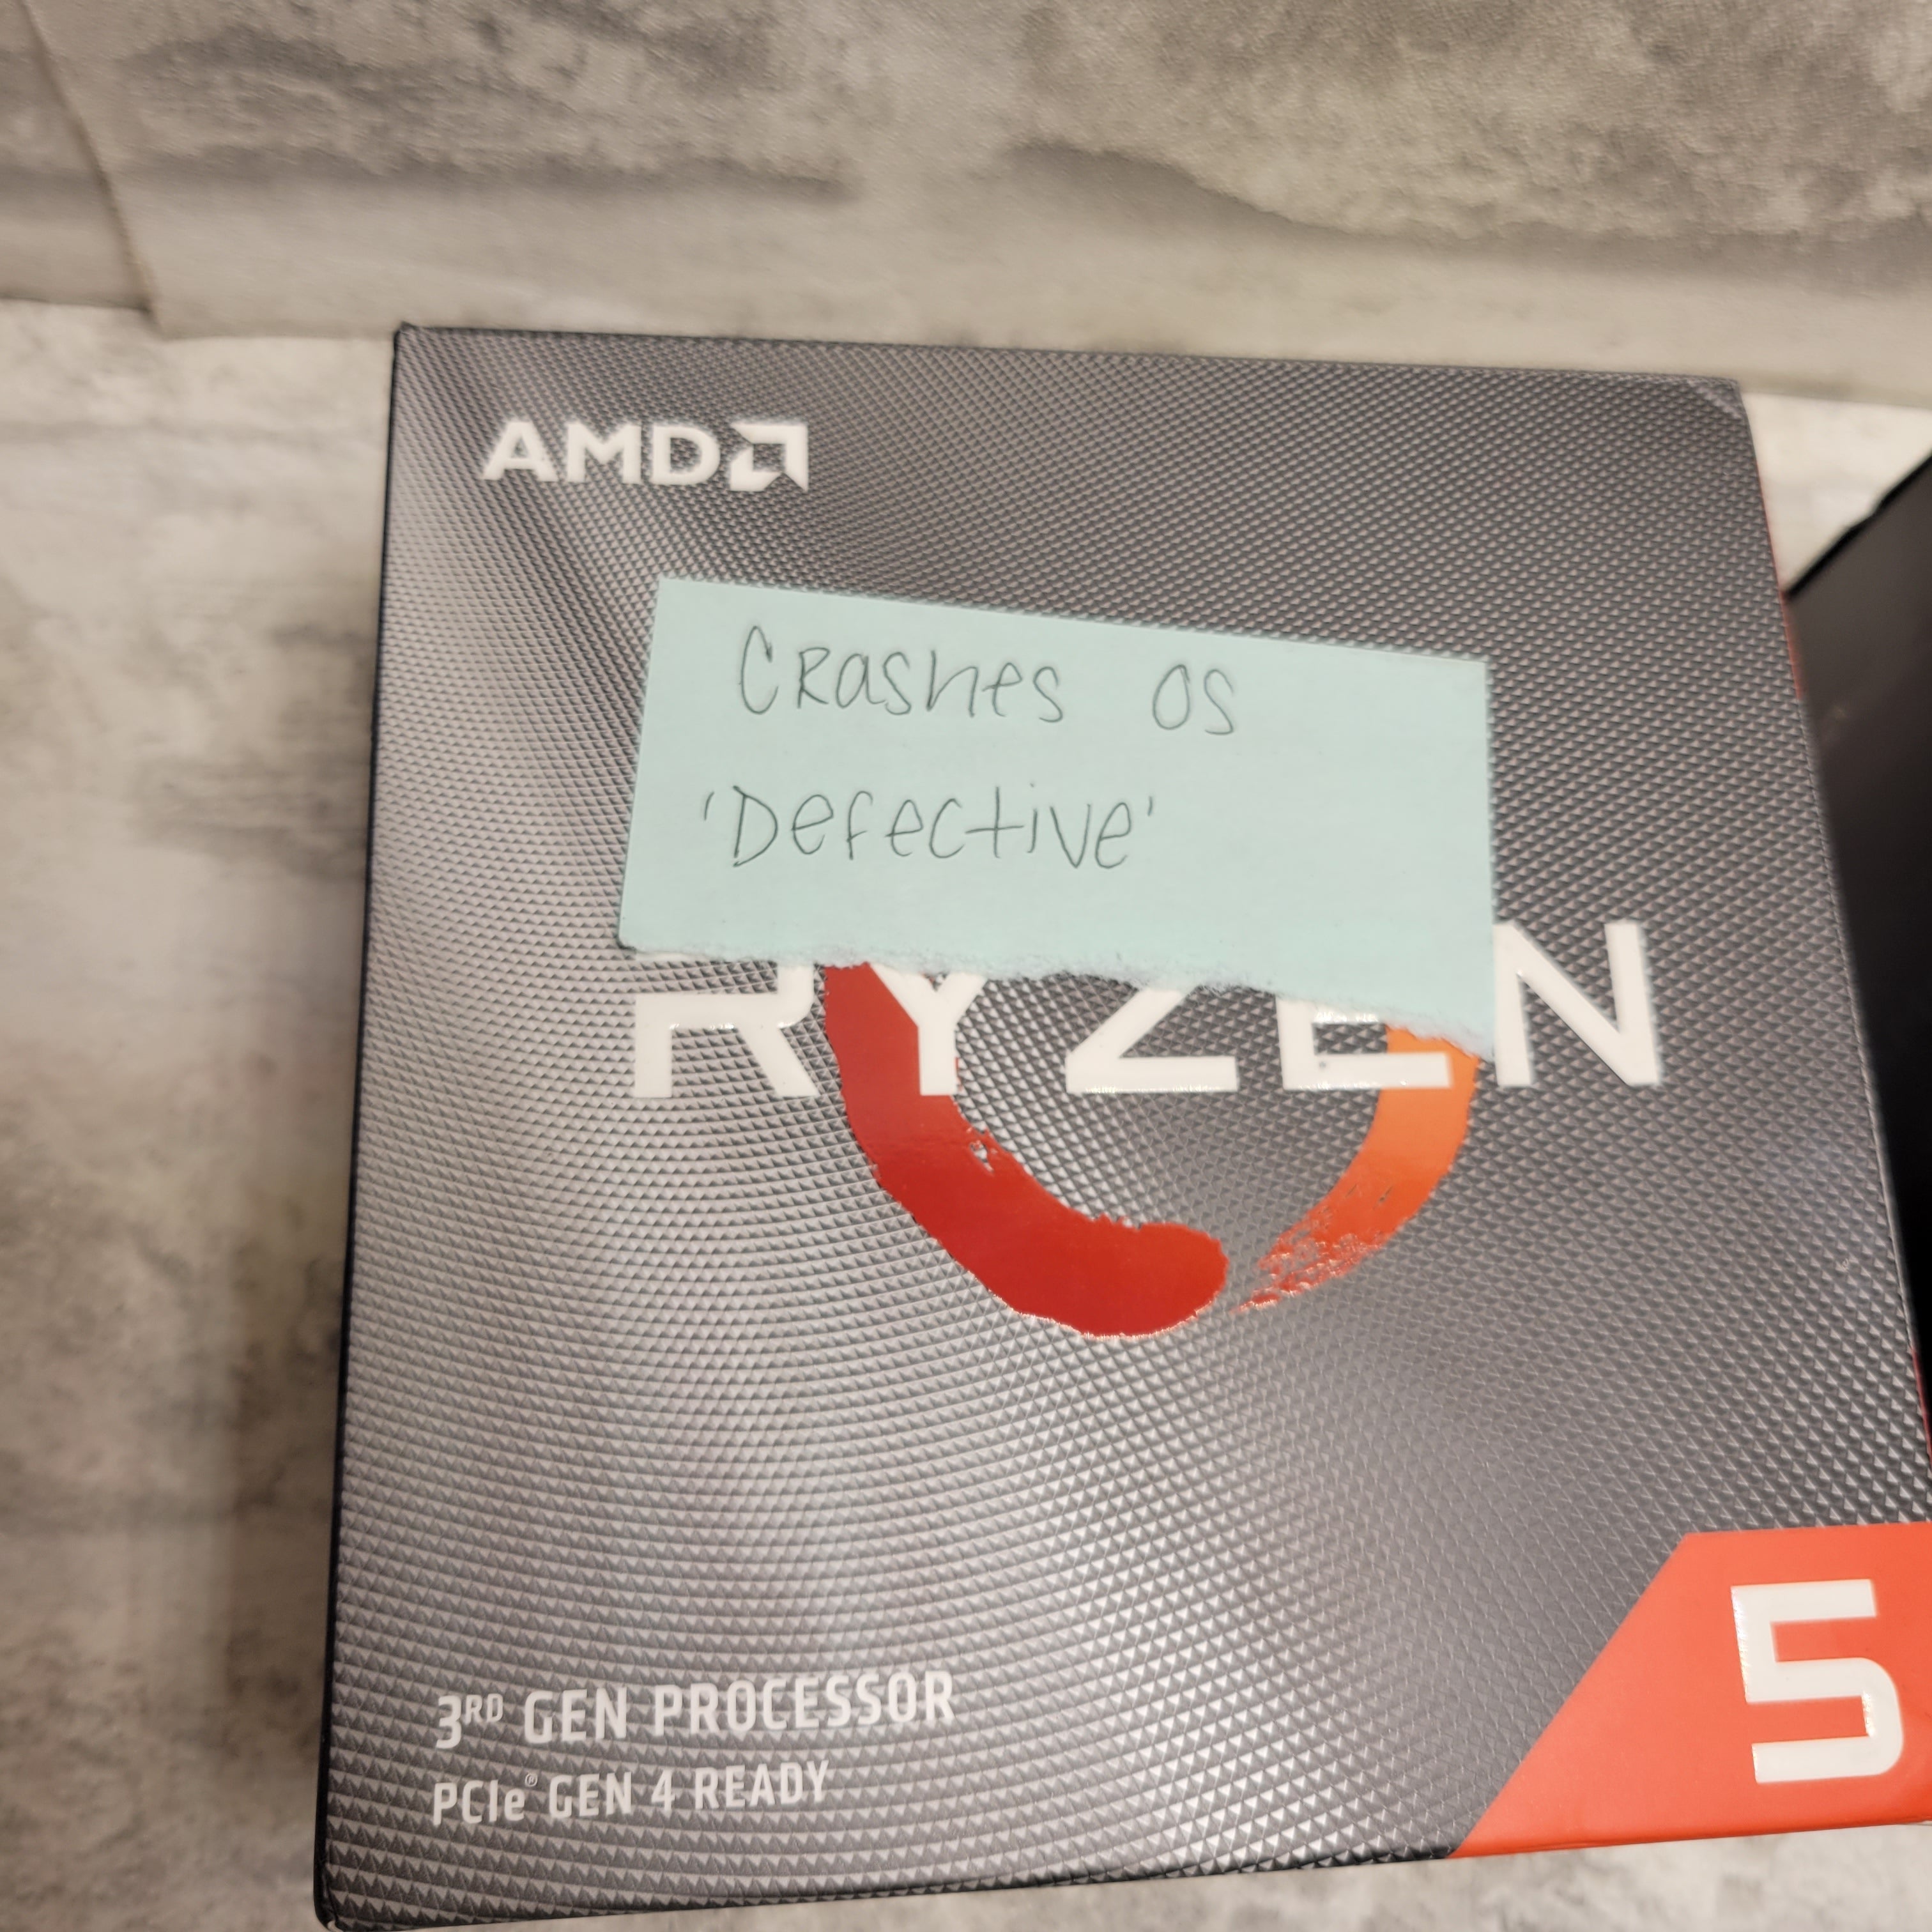 AMD
Crashes OS
'Defective'
RYZEN
5
3RD GEN PROCESSOR
PCIe® GEN 4 READY